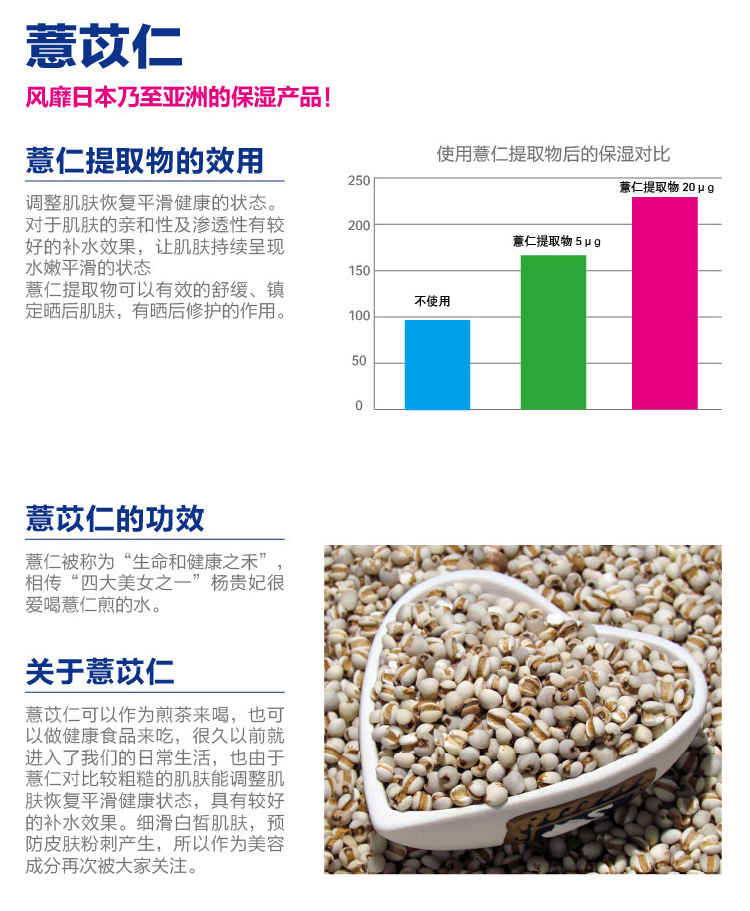 薏苡仁
风靡日本乃至亚洲的保湿产品！
薏仁提取物的效用
调整肌肤恢复平滑健康的状态。
对于肌肤的亲和性及渗透性有较
好的补水效果，让肌肤持续呈现
水嫩平滑的状态
薏仁提取物可以有效的舒缓、镇
定晒后肌肤，有晒后修护的作用。
使用薏仁提取物后的保湿对比
250
200
150
100
50
0
不使用
薏仁提取物 5 μ g
薏仁提取物 20 μ g
薏苡仁的功效
薏仁被称为“生命和健康之禾”，
相传“四大美女之一”杨贵妃很
爱喝薏仁煎的水。
关于薏苡仁
薏苡仁可以作为煎茶来喝，也可
以做健康食品来吃，很久以前就
进入了我们的日常生活，也由于
薏仁对比较粗糙的肌肤能调整肌
肤恢复平滑健康状态，具有较好
的补水效果。细滑白皙肌肤，预
防皮肤粉刺产生，所以作为美容
成分再次被大家关注。